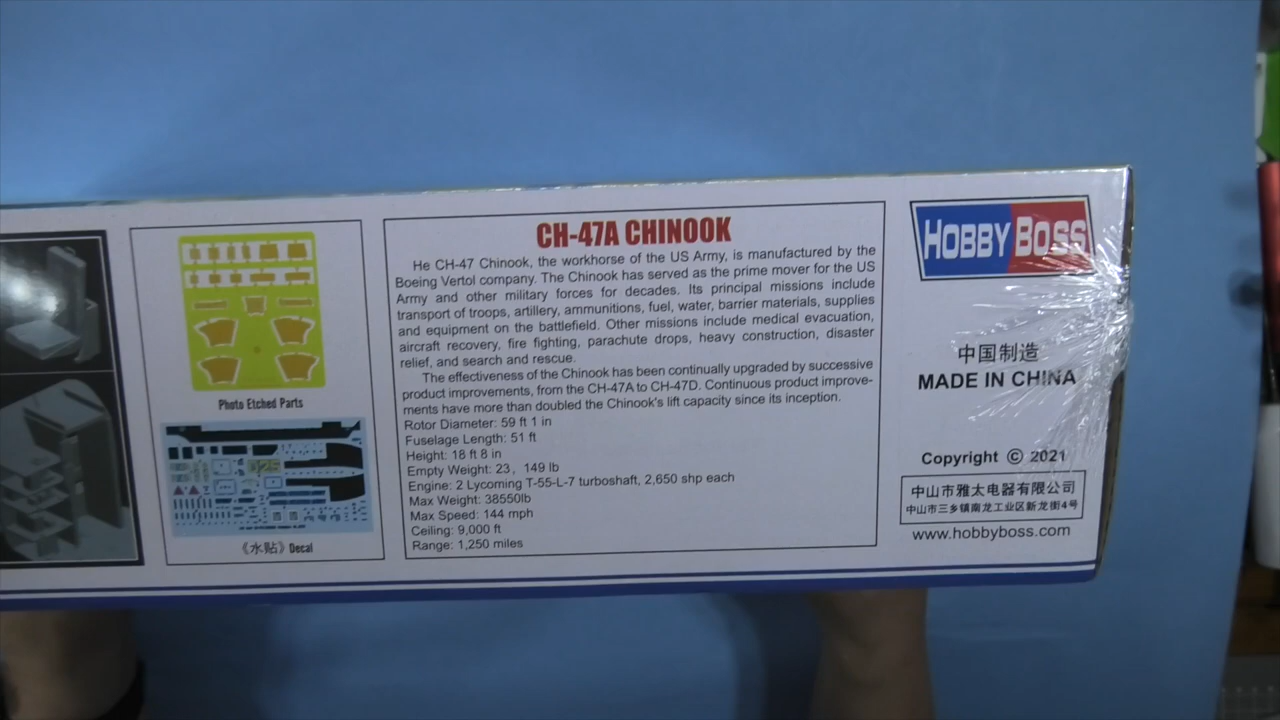 Photo Etched Parts
025
《水贴》Decal
CH-47A CHINOOK
He CH-47 Chinook, the workhorse of the US Army, is manufactured by the
Boeing Vertol company. The Chinook has served as the prime mover for the US
Army and other military forces for decades. Its principal missions include
transport of troops, artillery, ammunitions, fuel, water, barrier materials, supplies
and equipment on the battlefield. Other missions include medical evacuation,
aircraft recovery, fire fighting, parachute drops, heavy construction, disaster
relief, and search and rescue.
The effectiveness of the Chinook has been continually upgraded by successive
product improvements, from the CH-47A to CH-47D. Continuous product improve-
ments have more than doubled the Chinook's lift capacity since its inception.
Rotor Diameter: 59 ft 1 in
Fuselage Length: 51 ft
Height: 18 ft 8 in
Empty Weight: 23，149 lb
Engine: 2 Lycoming T-55-L-7 turboshaft, 2,650 shp each
Max Weight: 38550lb
Max Speed: 144 mph
Ceiling: 9,000 ft
Range: 1,250 miles
HOBBY BOSS
中国制造
MADE IN CHINA
Copyright © 2021
中山市雅太电器有限公司
中山市三乡镇南龙工业区新龙街4号
www.hobbyboss.com